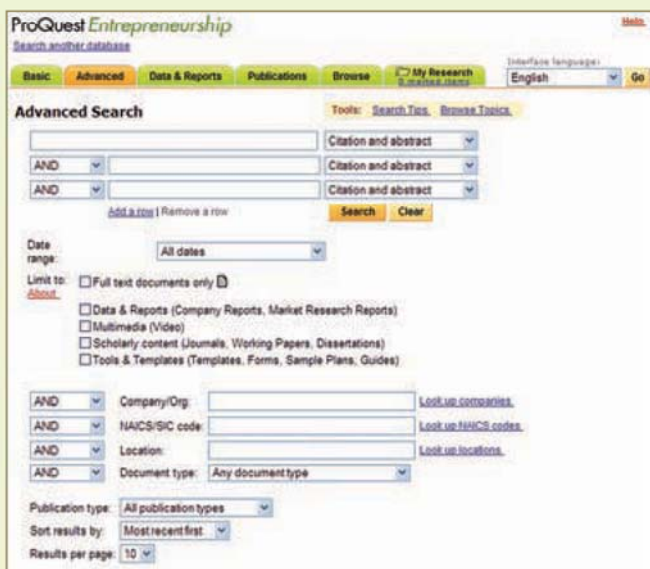 ProQuest Entrepreneurship
Help
Search another database
Interface language:
Basic Advanced Data & Reports Publications Browse My Research
0 marked items
English Go
Advanced Search Tools: Search Tips Browse Topics
Citation and abstract
AND Citation and abstract
AND Citation and abstract
Add a row | Remove a row Search Clear
Date
range: All dates
Limit to: Full text documents only
About
Data & Reports (Company Reports, Market Research Reports)
Multimedia (Video)
Scholarly content (Journals, Working Papers, Dissertations)
Tools & Templates (Templates, Forms, Sample Plans, Guides)
AND Company/Org: Look up companies
AND NAICS/SIC code: Look up NAICS codes
AND Location: Look up locations
AND Document type: Any document type
Publication type: All publication types
Sort results by: Most recent first
Results per page: 10